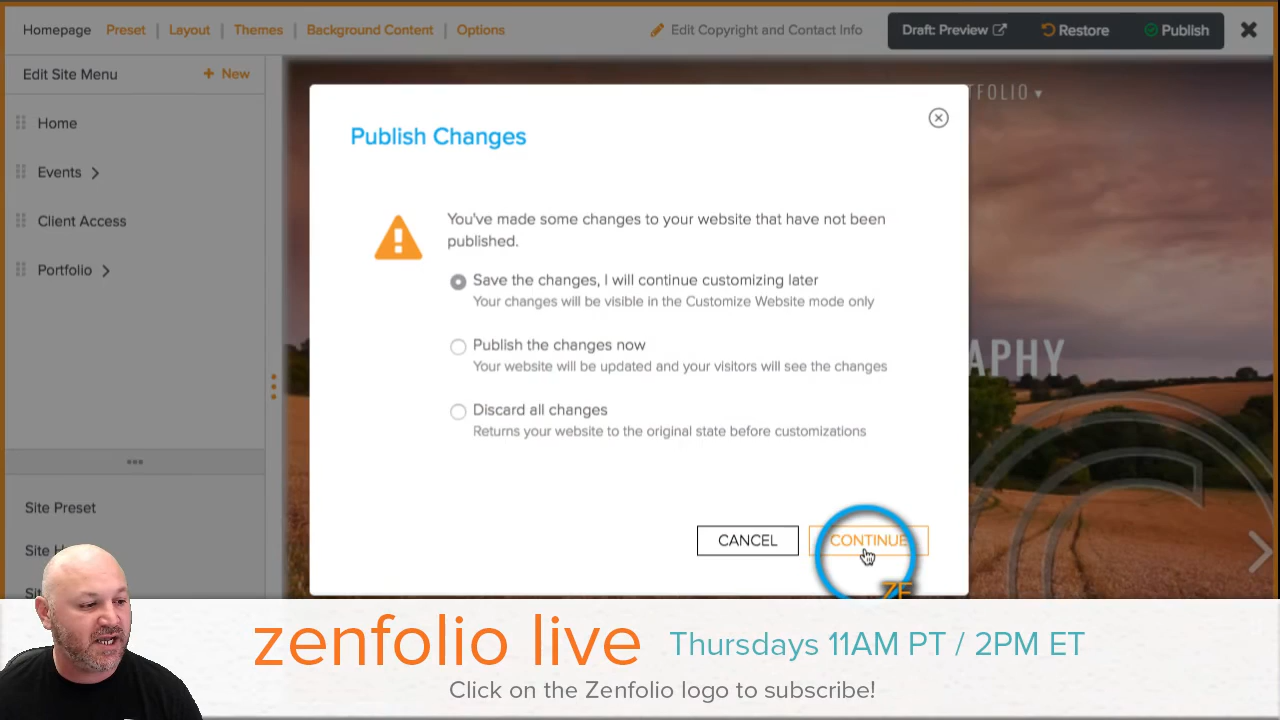 Homepage Preset | Layout | Themes | Background Content | Options Edit Copyright and Contact Info Draft: Preview Restore Publish
Edit Site Menu + New
Home
Events
Client Access
Portfolio
Site Preset
Site
TFOLIO
APHY
Publish Changes
You've made some changes to your website that have not been
published.
Save the changes, I will continue customizing later
Your changes will be visible in the Customize Website mode only
Publish the changes now
Your website will be updated and your visitors will see the changes
Discard all changes
Returns your website to the original state before customizations
CANCEL CONTINUE
ZE
zenfolio live Thursdays 11AM PT / 2PM ET
Click on the Zenfolio logo to subscribe!